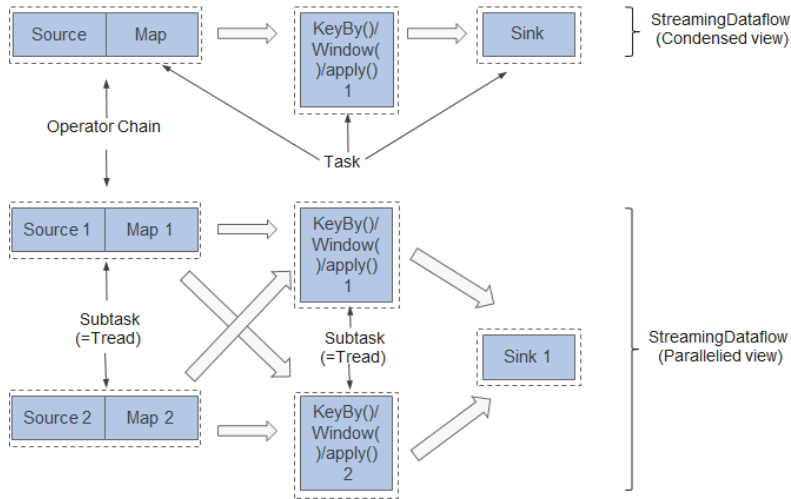 Source
Map
KeyBy()/
Window(
)/apply()
1
Sink
StreamingDataflow
(Condensed view)
Operator Chain
Task
Source 1
Map 1
KeyBy()/
Window(
)/apply()
1
Subtask
(=Tread)
Subtask
(=Tread)
Sink 1
StreamingDataflow
(Parallelied view)
Source 2
Map 2
KeyBy()/
Window(
)/apply()
2